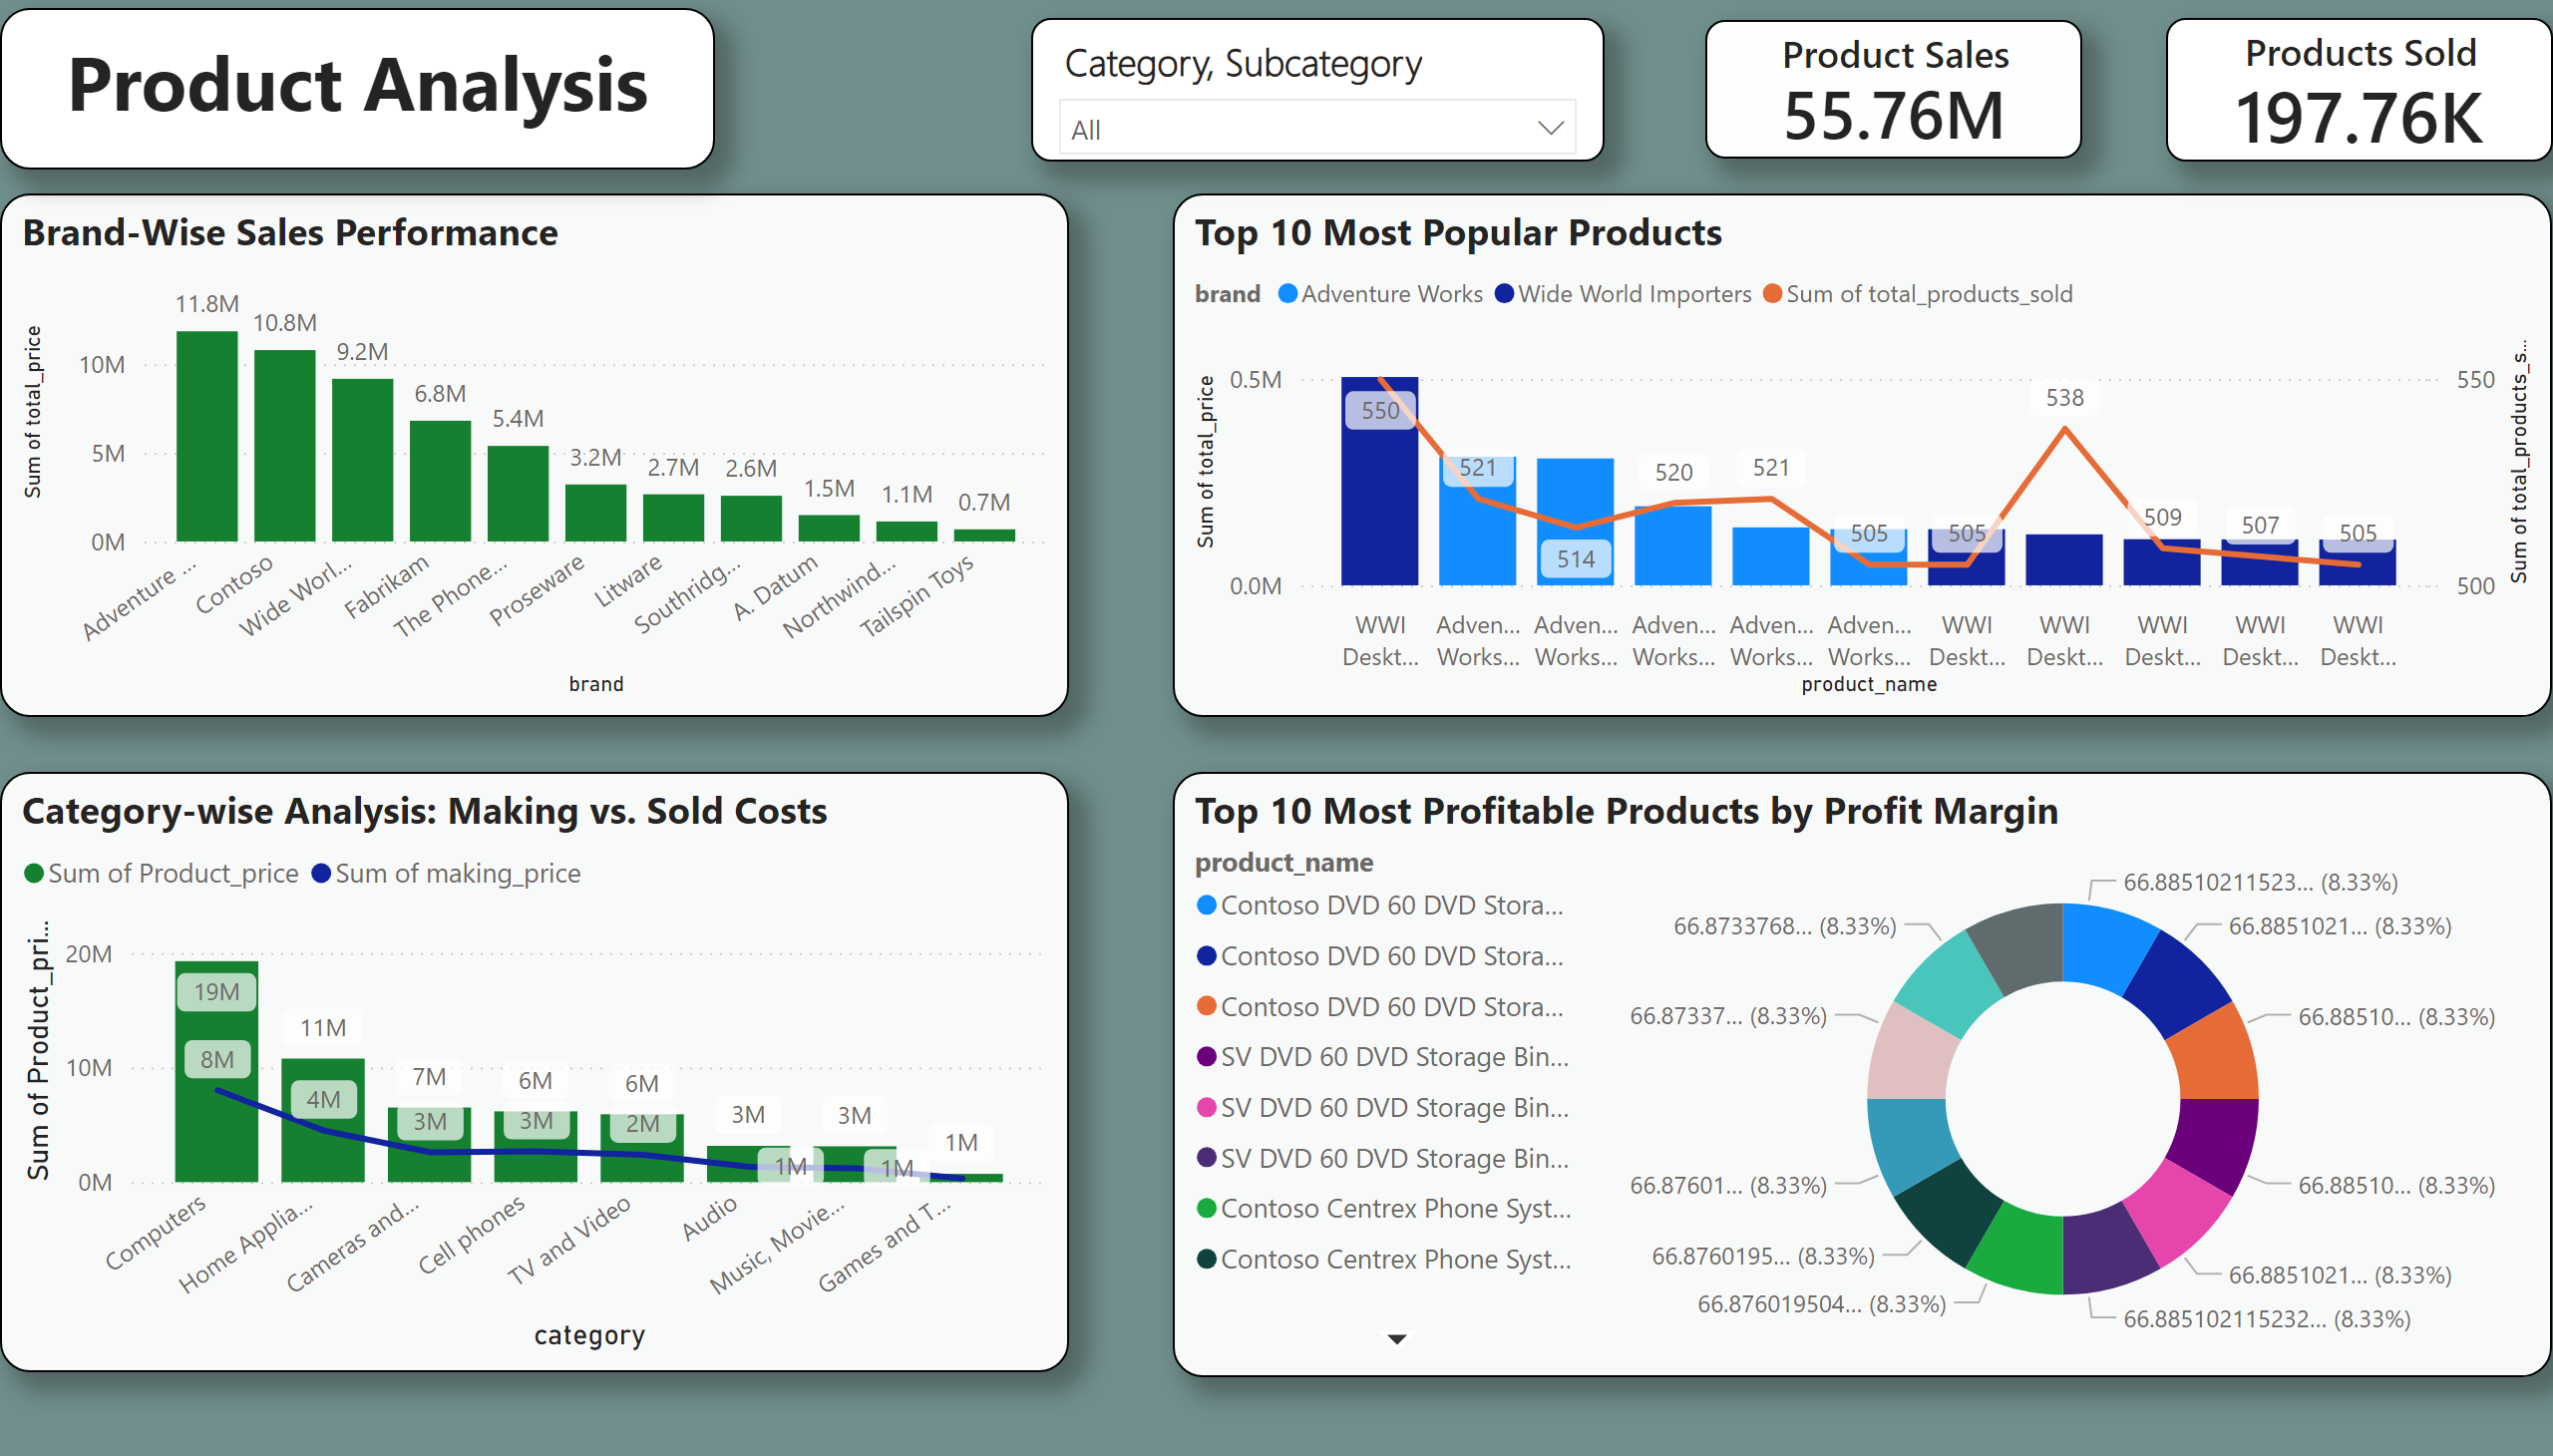 Product Analysis
Category, Subcategory
All
Product Sales
55.76M
Products Sold
197.76K
Brand-Wise Sales Performance
Sum of total_price
10M
5M
0M
11.8M
10.8M
9.2M
6.8M
5.4M
3.2M
2.7M
2.6M
1.5M
1.1M
0.7M
Adventure ...
Contoso
Wide Worl...
Fabrikam
The Phone...
Proseware
Litware
Southridg...
A. Datum
Northwind...
Tailspin Toys
brand
Top 10 Most Popular Products
brand Adventure Works Wide World Importers Sum of total_products_sold
Sum of total_price
0.5M
0.0M
550
521
514
520
521
505
505
538
509
507
505
550
500
Sum of total_products_s...
WWI Deskt...
Adven... Works...
Adven... Works...
Adven... Works...
Adven... Works...
Adven... Works...
WWI Deskt...
WWI Deskt...
WWI Deskt...
WWI Deskt...
WWI Deskt...
product_name
Category-wise Analysis: Making vs. Sold Costs
Sum of Product_price Sum of making_price
Sum of Product_pri...
20M
10M
0M
19M
8M
11M
4M
7M
3M
6M
3M
6M
2M
3M
1M
3M
1M
1M
Computers
Home Applia...
Cameras and...
Cell phones
TV and Video
Audio
Music, Movie...
Games and T...
category
Top 10 Most Profitable Products by Profit Margin
product_name
Contoso DVD 60 DVD Stora...
Contoso DVD 60 DVD Stora...
Contoso DVD 60 DVD Stora...
SV DVD 60 DVD Storage Bin...
SV DVD 60 DVD Storage Bin...
SV DVD 60 DVD Storage Bin...
Contoso Centrex Phone Syst...
Contoso Centrex Phone Syst...
66.88510211523... (8.33%)
66.8851021... (8.33%)
66.88510... (8.33%)
66.88510... (8.33%)
66.8851021... (8.33%)
66.885102115232... (8.33%)
66.876019504... (8.33%)
66.8760195... (8.33%)
66.87601... (8.33%)
66.87337... (8.33%)
66.8733768... (8.33%)